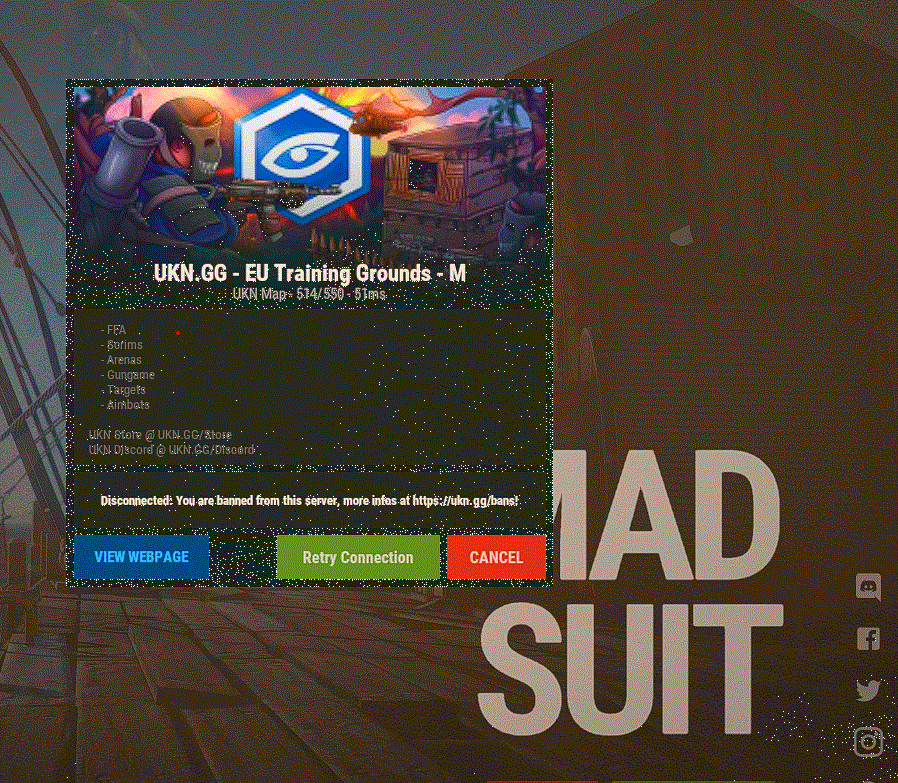 UKN.GG - EU Training Grounds - M
UKN Map - 514/550 - 51ms
- FFA
- Scrims
- Arenas
- Gungame
- Targets
- Aimbots
UKN Store @ UKN.GG/Store
UKN Discord @ UKN.GG/Discord
Disconnected: You are banned from this server, more infos at https://ukn.gg/bans!
VIEW WEBPAGE
Retry Connection
CANCEL
MAD
SUIT